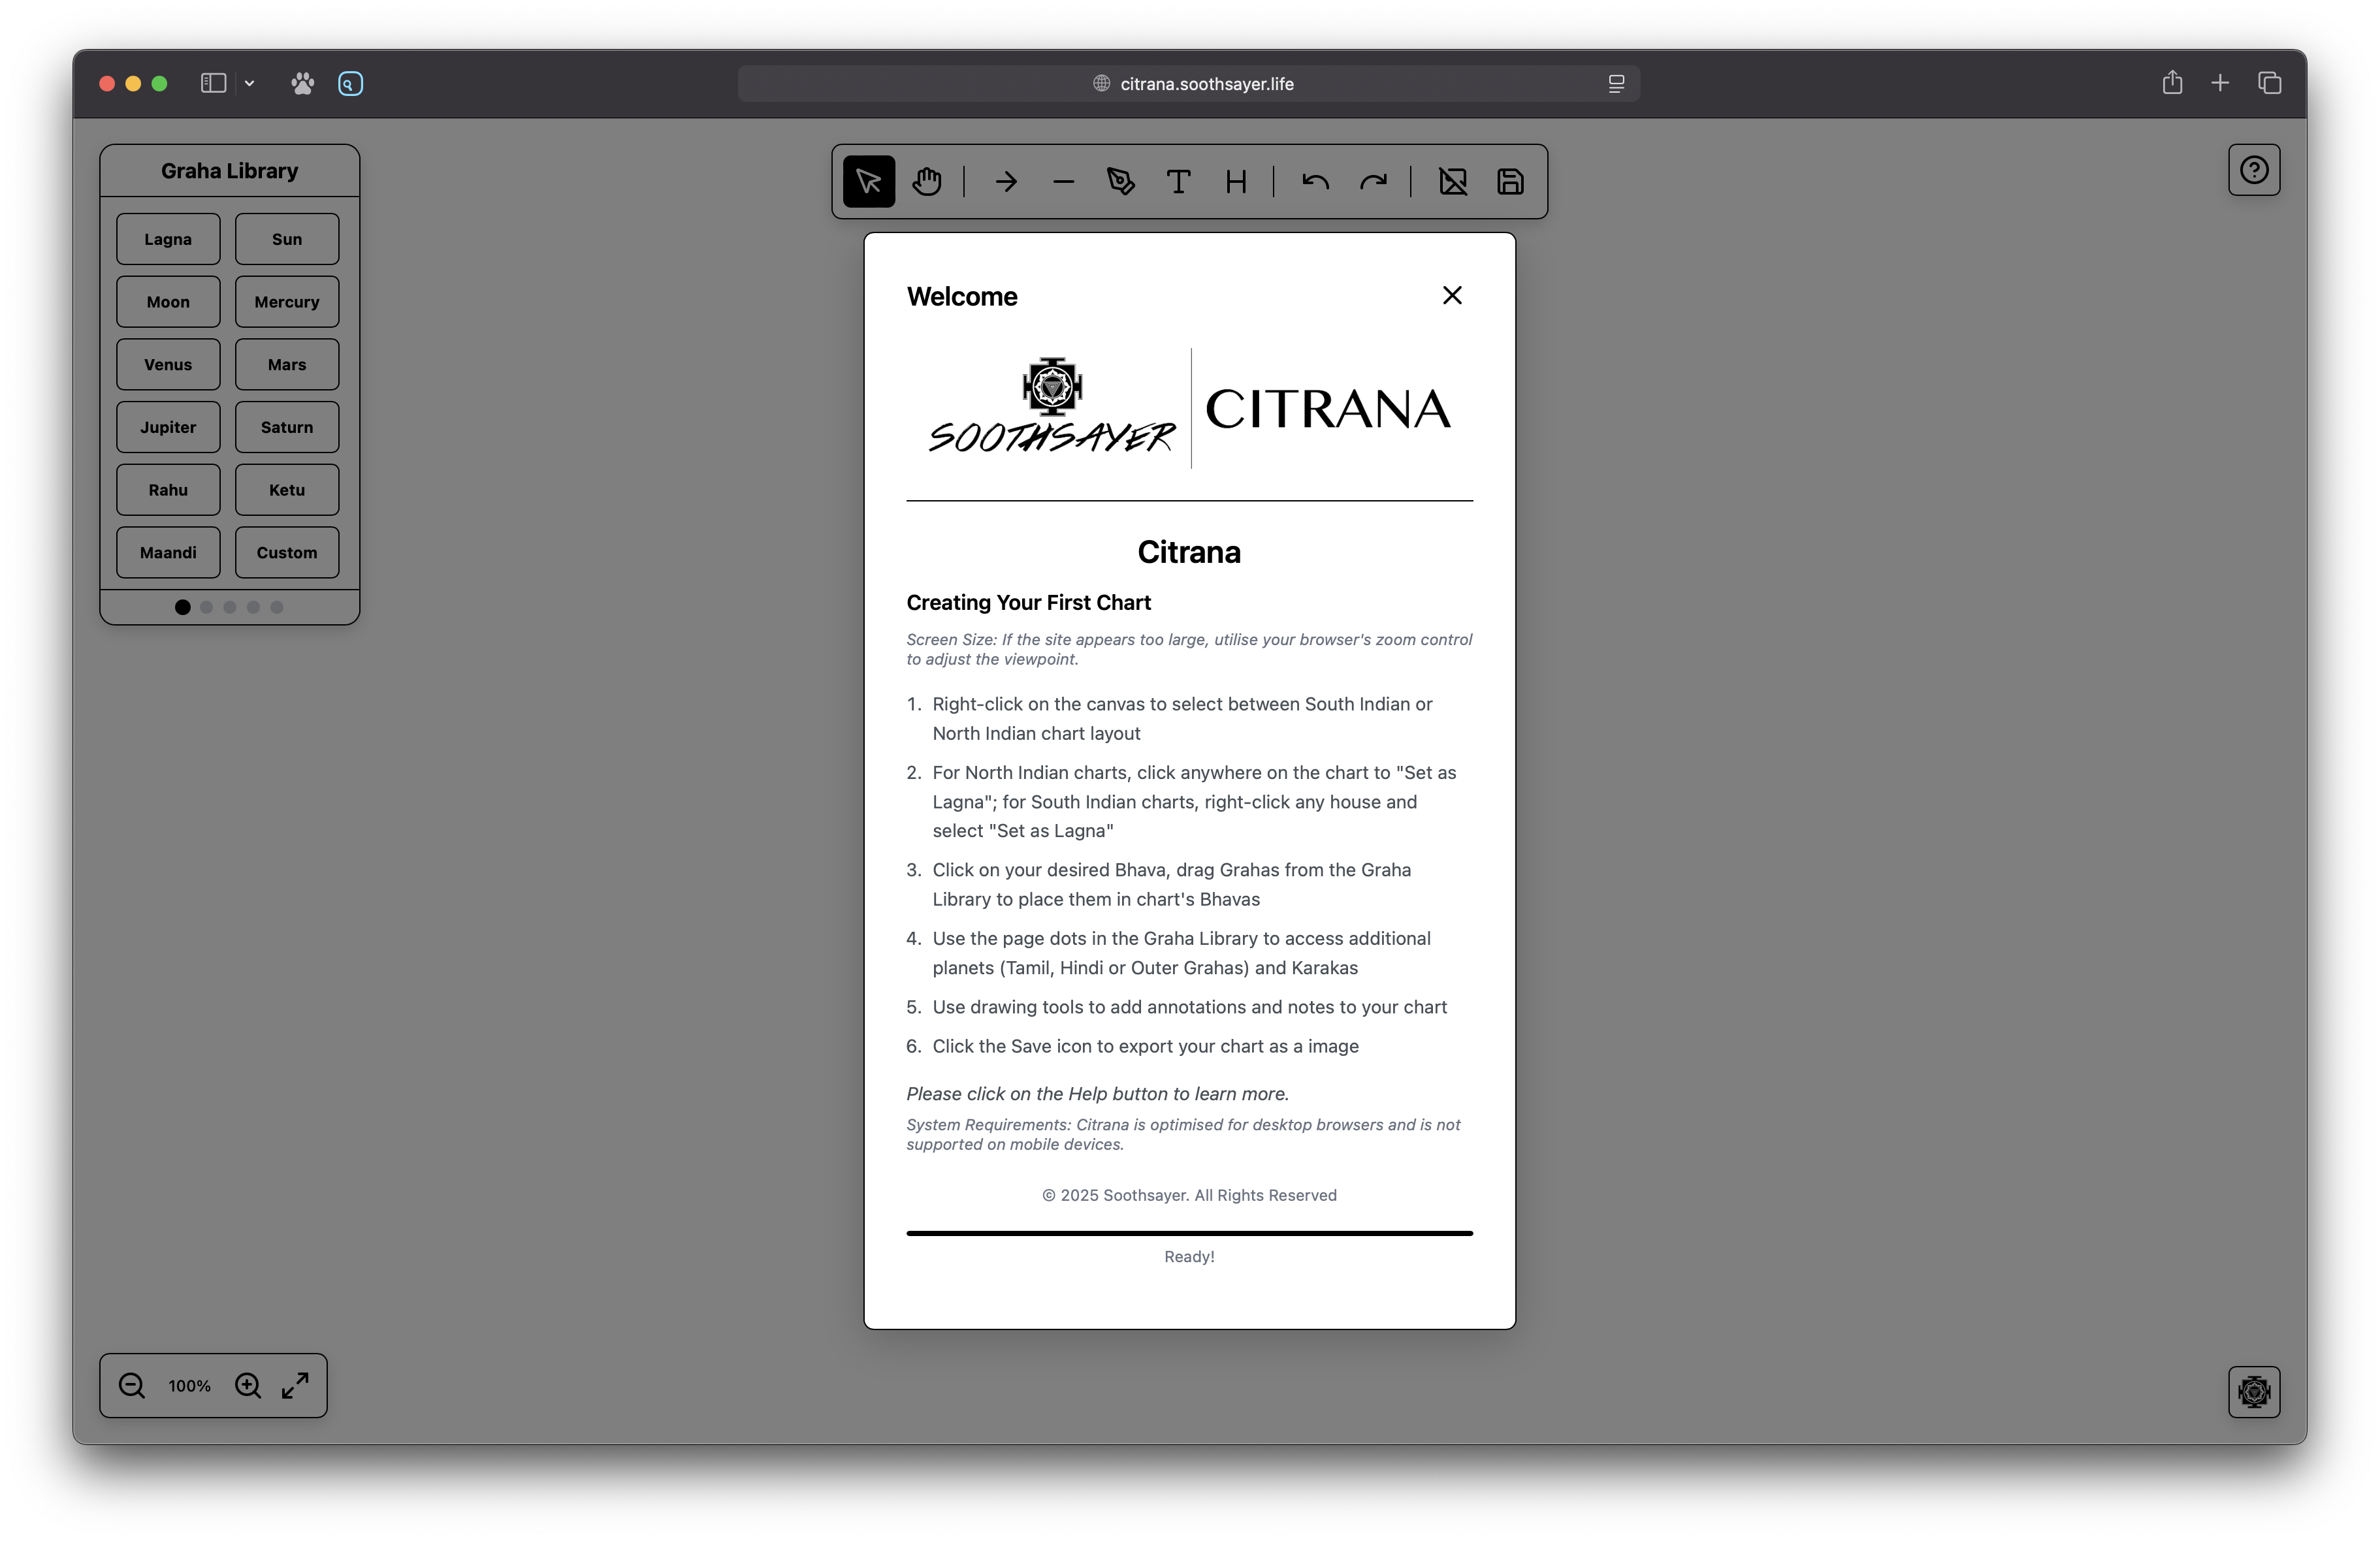 citrana.soothsayer.life
Graha Library
Lagna
Sun
Moon
Mercury
Venus
Mars
Jupiter
Saturn
Rahu
Ketu
Maandi
Custom
Welcome
SOOTHSAYER
CITRANA
Citrana
Creating Your First Chart
Screen Size: If the site appears too large, utilise your browser's zoom control
to adjust the viewpoint.
1. Right-click on the canvas to select between South Indian or
North Indian chart layout
2. For North Indian charts, click anywhere on the chart to "Set as
Lagna"; for South Indian charts, right-click any house and
select "Set as Lagna"
3. Click on your desired Bhava, drag Grahas from the Graha
Library to place them in chart's Bhavas
4. Use the page dots in the Graha Library to access additional
planets (Tamil, Hindi or Outer Grahas) and Karakas
5. Use drawing tools to add annotations and notes to your chart
6. Click the Save icon to export your chart as a image
Please click on the Help button to learn more.
System Requirements: Citrana is optimised for desktop browsers and is not
supported on mobile devices.
© 2025 Soothsayer. All Rights Reserved
Ready!
100%